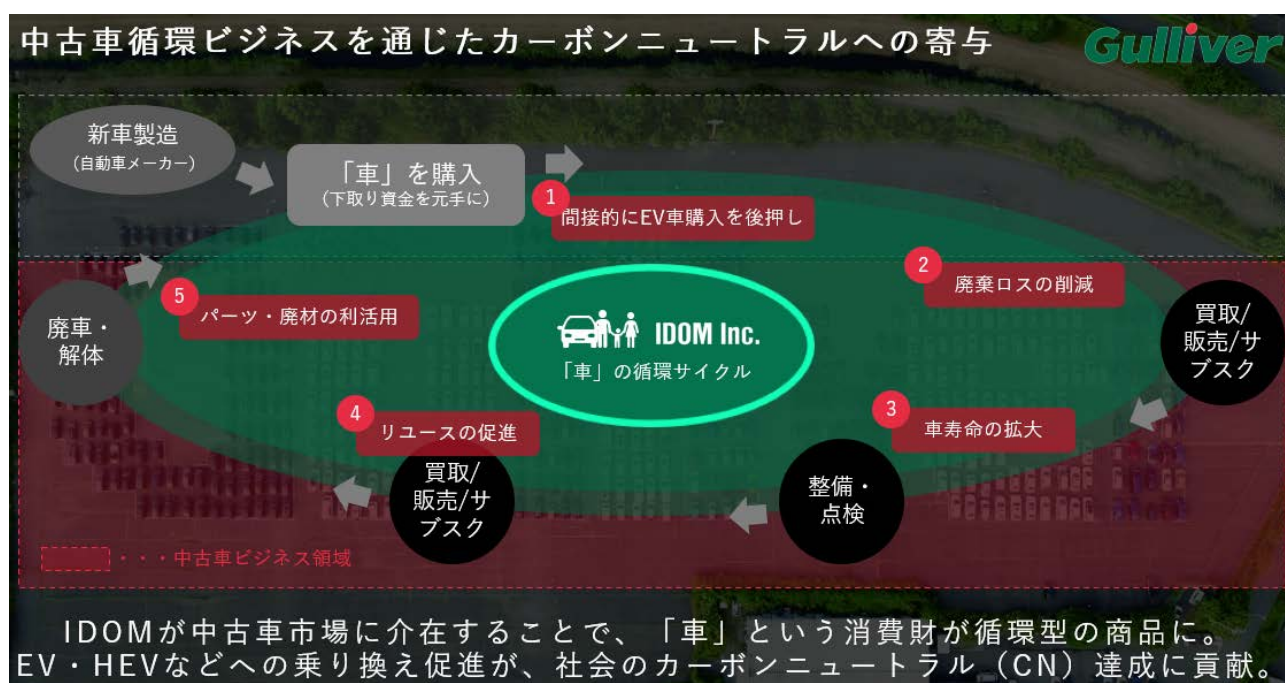 中古車循環ビジネスを通じたカーボンニュートラルへの寄与
Gulliver
新車製造
(自動車メーカー)
「車」を購入
(下取り資金を元手に)
1
間接的にEV車購入を後押し
2
廃棄ロスの削減
買取/
販売/サ
ブスク
3
車寿命の拡大
整備・
点検
4
リユースの促進
買取/
販売/サ
ブスク
5
パーツ・廃材の利活用
廃車・
解体
IDOM Inc.
「車」の循環サイクル
・・・中古車ビジネス領域
IDOMが中古車市場に介在することで、「車」という消費財が循環型の商品に。
EV・HEVなどへの乗り換え促進が、社会のカーボンニュートラル（CN）達成に貢献。